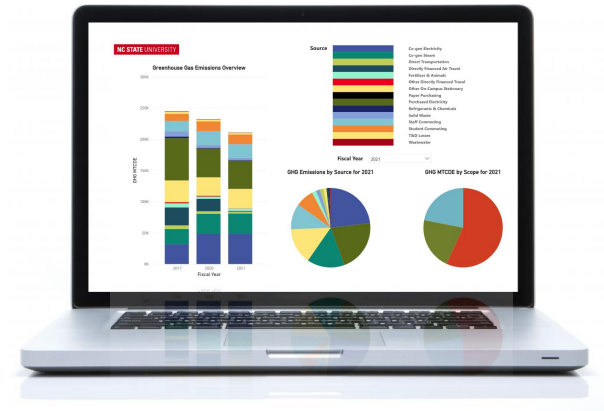 NC STATE UNIVERSITY
Greenhouse Gas Emissions Overview
300K
250K
200K
150K
100K
50K
0K
GHG MTCDE
2017
2020
2021
Fiscal Year
Source
Co-gen Electricity
Co-gen Steam
Direct Transportation
Directly Financed Air Travel
Fertilizer & Animals
Other Directly Financed Travel
Other On-Campus Stationary
Paper Purchasing
Purchased Electricity
Refrigerants & Chemicals
Solid Waste
Staff Commuting
Student Commuting
T&D Losses
Wastewater
Fiscal Year 2021
GHG Emissions by Source for 2021
GHG MTCDE by Scope for 2021